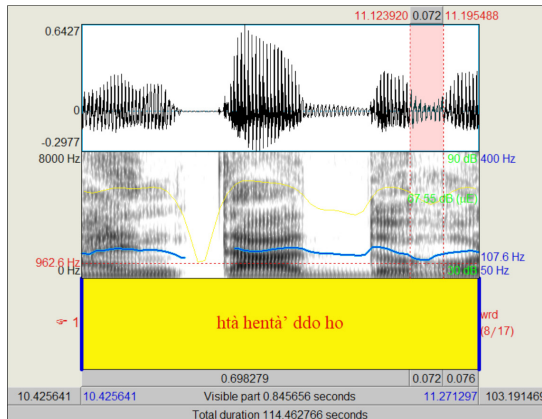 11.123920 0.072 11.195488
0.6427
0
-0.2977
8000 Hz 90 dB 400 Hz
67.55 dB (µE)
962.6 Hz 107.6 Hz
0 Hz 50 dB 50 Hz
☞ 1 htà hentà’ ddo ho wrd
(8/17)
0.698279 0.072 0.076
10.425641 10.425641 Visible part 0.845656 seconds 11.271297 103.191469
Total duration 114.462766 seconds